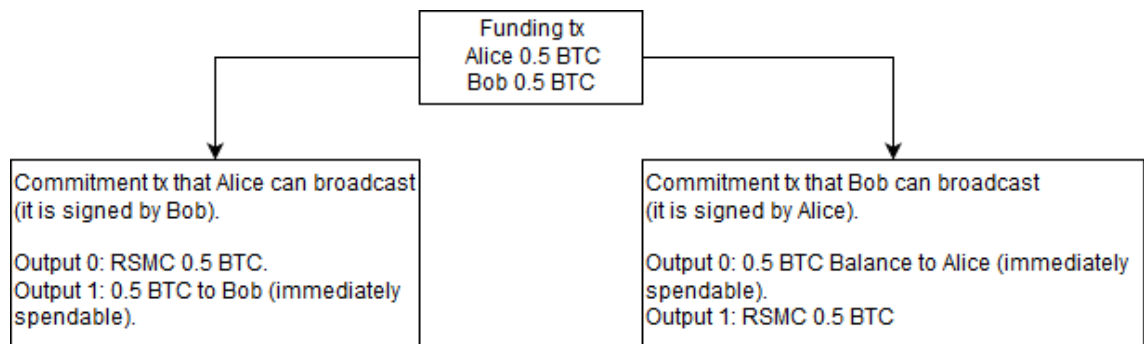 Funding tx
Alice 0.5 BTC
Bob 0.5 BTC
Commitment tx that Alice can broadcast
(it is signed by Bob).
Output 0: RSMC 0.5 BTC.
Output 1: 0.5 BTC to Bob (immediately
spendable).
Commitment tx that Bob can broadcast
(it is signed by Alice).
Output 0: 0.5 BTC Balance to Alice (immediately
spendable).
Output 1: RSMC 0.5 BTC